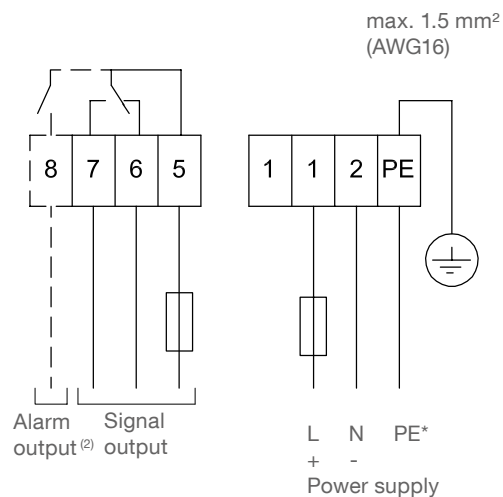 max. 1.5 mm²
(AWG16)
8 7 6 5 1 1 2 PE
Alarm output (2)
Signal output
L N PE*
+ -
Power supply